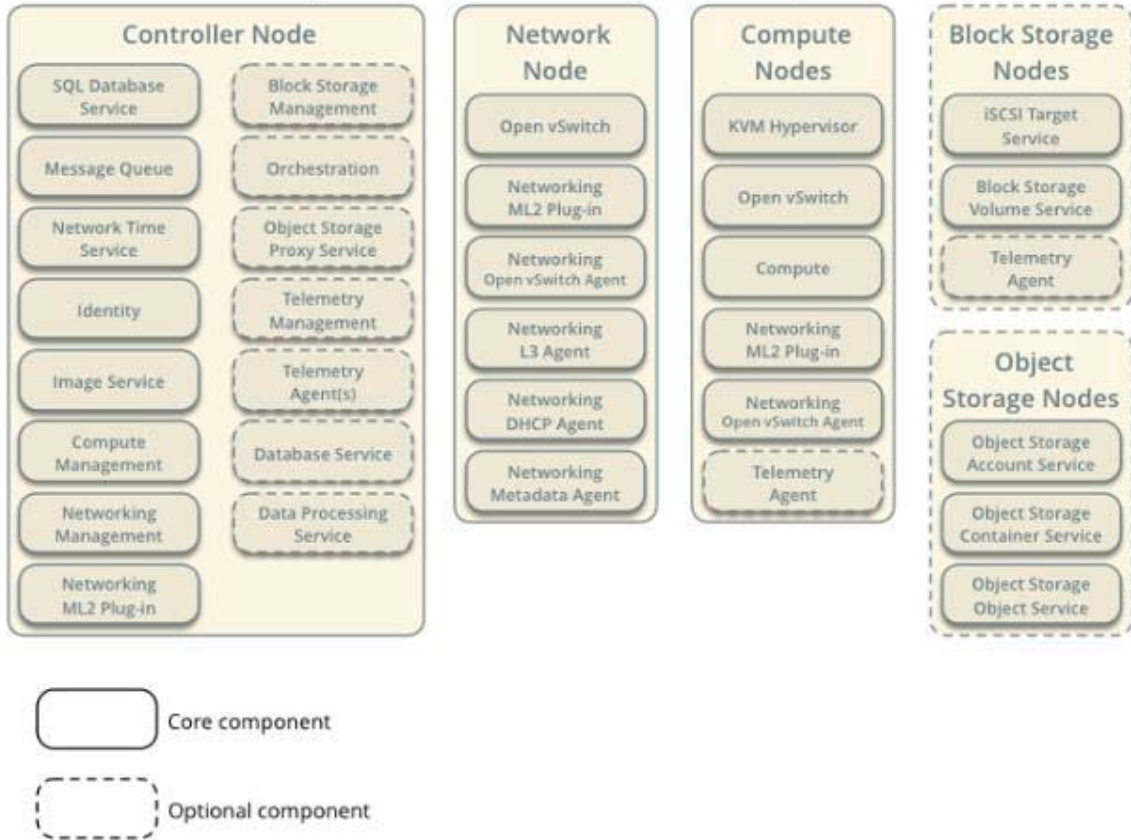 Controller Node
SQL Database
Service
Message Queue
Network Time
Service
Identity
Image Service
Compute
Management
Networking
Management
Networking
ML2 Plug-in
Block Storage
Management
Orchestration
Object Storage
Proxy Service
Telemetry
Management
Telemetry
Agent(s)
Database Service
Data Processing
Service
Network
Node
Open vSwitch
Networking
ML2 Plug-in
Networking
Open vSwitch Agent
Networking
L3 Agent
Networking
DHCP Agent
Networking
Metadata Agent
Compute
Nodes
KVM Hypervisor
Open vSwitch
Compute
Networking
ML2 Plug-in
Networking
Open vSwitch Agent
Telemetry
Agent
Block Storage
Nodes
iSCSI Target
Service
Block Storage
Volume Service
Telemetry
Agent
Object
Storage Nodes
Object Storage
Account Service
Object Storage
Container Service
Object Storage
Object Service
Core component
Optional component